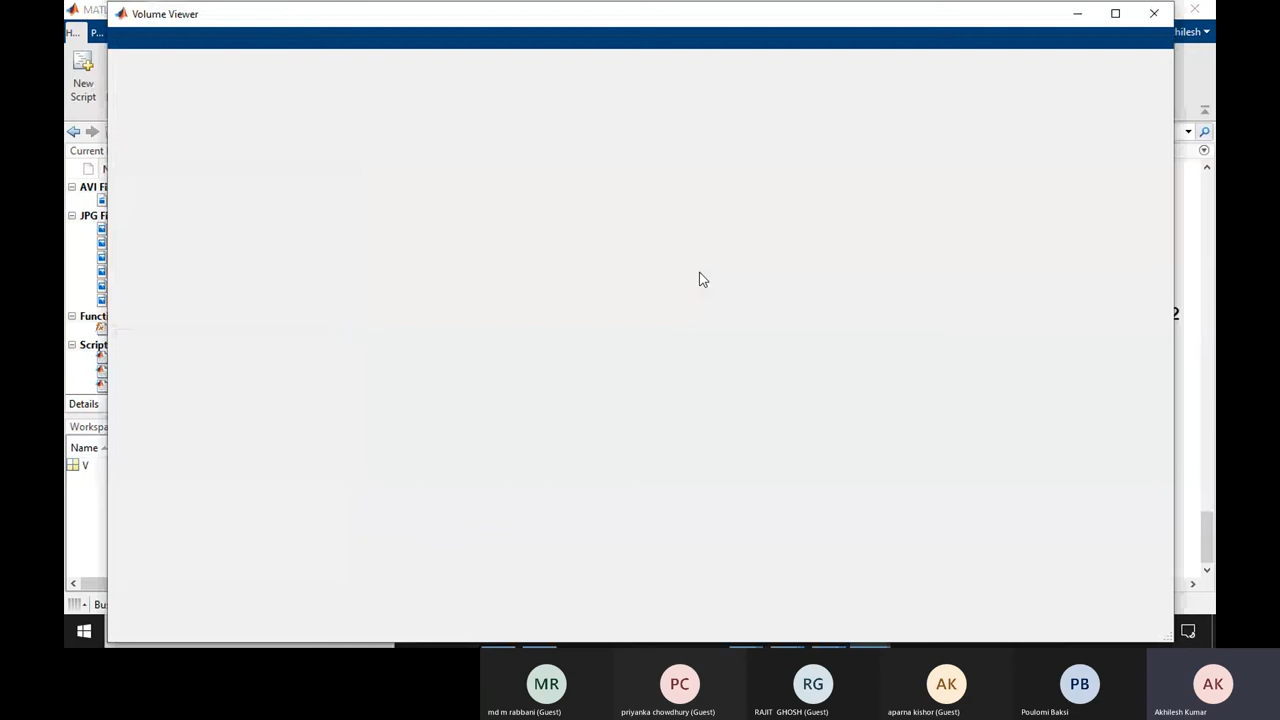 MATL
Volume Viewer
H...
P...
hilesh
New
Script
Current
N
AVI Fi
JPG Fi
Functi
Script
Details
Workspa
Name
V
2
Bus
MR
PC
RG
AK
PB
AK
md m rabbani (Guest)
priyanka chowdhury (Guest)
RAJIT GHOSH (Guest)
aparna kishor (Guest)
Poulomi Baksi
Akhilesh Kumar